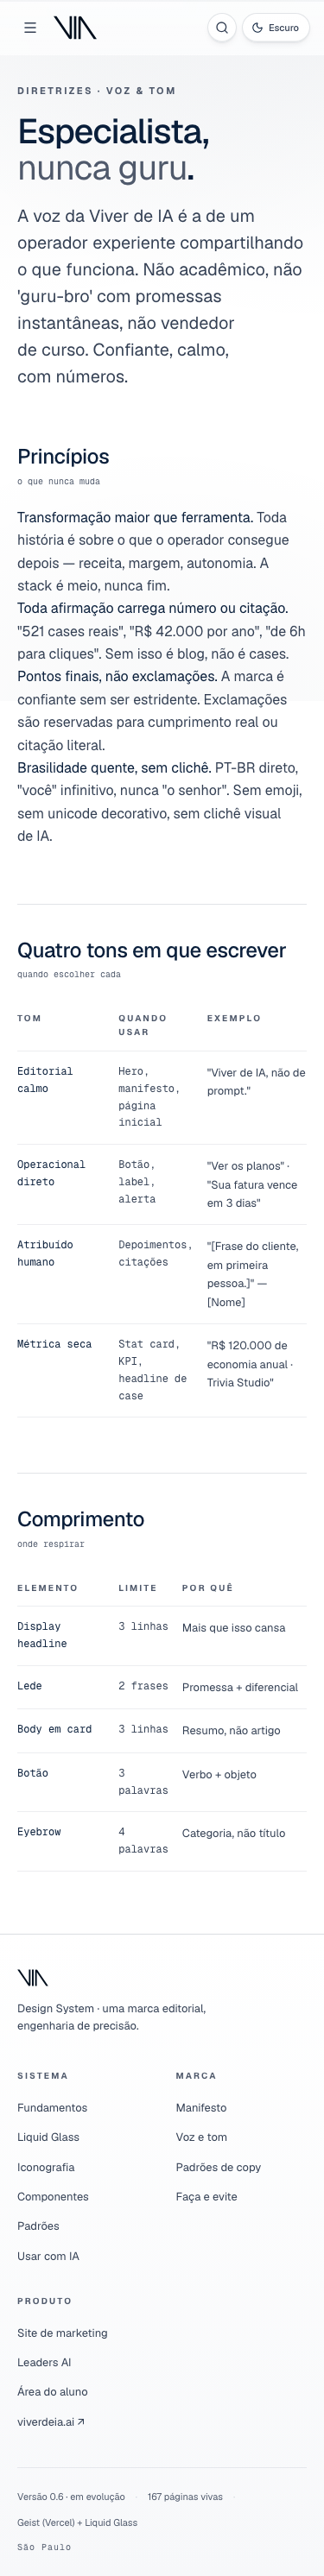 VIA
Escuro
DIRETRIZES · VOZ & TOM
Especialista,
nunca guru.
A voz da Viver de IA é a de um
operador experiente compartilhando
o que funciona. Não acadêmico, não
'guru-bro' com promessas
instantâneas, não vendedor
de curso. Confiante, calmo,
com números.
Princípios
o que nunca muda
Transformação maior que ferramenta. Toda
história é sobre o que o operador consegue
depois — receita, margem, autonomia. A
stack é meio, nunca fim.
Toda afirmação carrega número ou citação.
"521 cases reais", "R$ 42.000 por ano", "de 6h
para cliques". Sem isso é blog, não é cases.
Pontos finais, não exclamações. A marca é
confiante sem ser estridente. Exclamações
são reservadas para cumprimento real ou
citação literal.
Brasilidade quente, sem clichê. PT-BR direto,
"você" infinitivo, nunca "o senhor". Sem emoji,
sem unicode decorativo, sem clichê visual
de IA.
Quatro tons em que escrever
quando escolher cada
TOM QUANDO USAR EXEMPLO
Editorial calmo Hero, manifesto, página inicial "Viver de IA, não de prompt."
Operacional direto Botão, label, alerta "Ver os planos" · "Sua fatura vence em 3 dias"
Atribuído humano Depoimentos, citações "[Frase do cliente, em primeira pessoa.]" — [Nome]
Métrica seca Stat card, KPI, headline de case "R$ 120.000 de economia anual · Trivia Studio"
Comprimento
onde respirar
ELEMENTO LIMITE POR QUÊ
Display headline 3 linhas Mais que isso cansa
Lede 2 frases Promessa + diferencial
Body em card 3 linhas Resumo, não artigo
Botão 3 palavras Verbo + objeto
Eyebrow 4 palavras Categoria, não título
VIA
Design System · uma marca editorial,
engenharia de precisão.
SISTEMA
Fundamentos
Liquid Glass
Iconografia
Componentes
Padrões
Usar com IA
MARCA
Manifesto
Voz e tom
Padrões de copy
Faça e evite
PRODUTO
Site de marketing
Leaders AI
Área do aluno
viverdeia.ai ↗
Versão 0.6 · em evolução · 167 páginas vivas ·
Geist (Vercel) + Liquid Glass
São Paulo